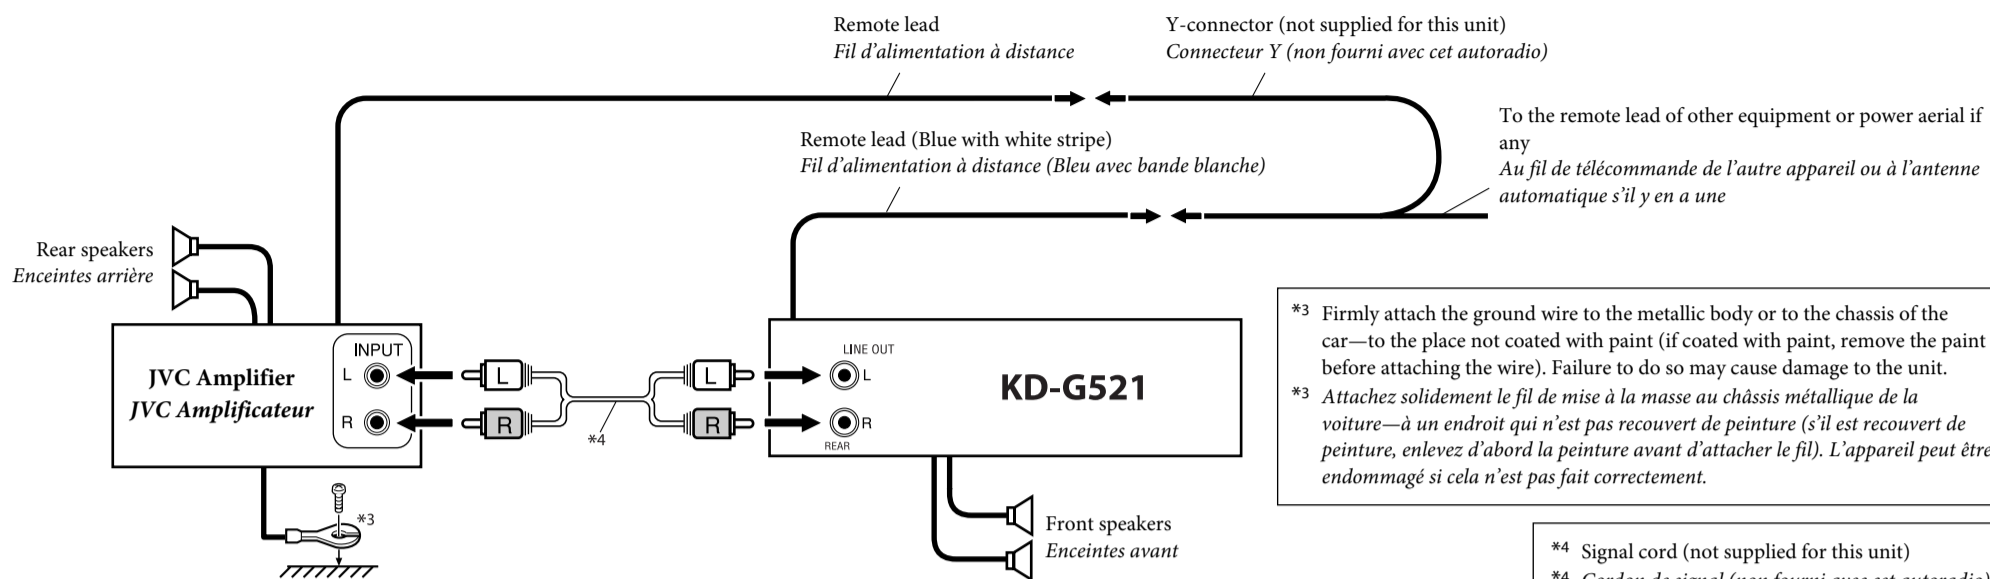 Remote lead
Fil d’alimentation à distance
Y-connector (not supplied for this unit)
Connecteur Y (non fourni avec cet autoradio)
Remote lead (Blue with white stripe)
Fil d’alimentation à distance (Bleu avec bande blanche)
To the remote lead of other equipment or power aerial if
any
Au fil de télécommande de l’autre appareil ou à l’antenne
automatique s’il y en a une
Rear speakers
Enceintes arrière
JVC Amplifier
JVC Amplificateur
INPUT
L
R
L
R
*4
L
R
LINE OUT
L
R
REAR
KD-G521
*3
Front speakers
Enceintes avant
*3 Firmly attach the ground wire to the metallic body or to the chassis of the
car—to the place not coated with paint (if coated with paint, remove the paint
before attaching the wire). Failure to do so may cause damage to the unit.
*3 Attachez solidement le fil de mise à la masse au châssis métallique de la
voiture—à un endroit qui n’est pas recouvert de peinture (s’il est recouvert de
peinture, enlevez d’abord la peinture avant d’attacher le fil). L’appareil peut être
endommagé si cela n’est pas fait correctement.
*4 Signal cord (not supplied for this unit)
*4 Cordon de signal (non fourni avec cet autoradio)